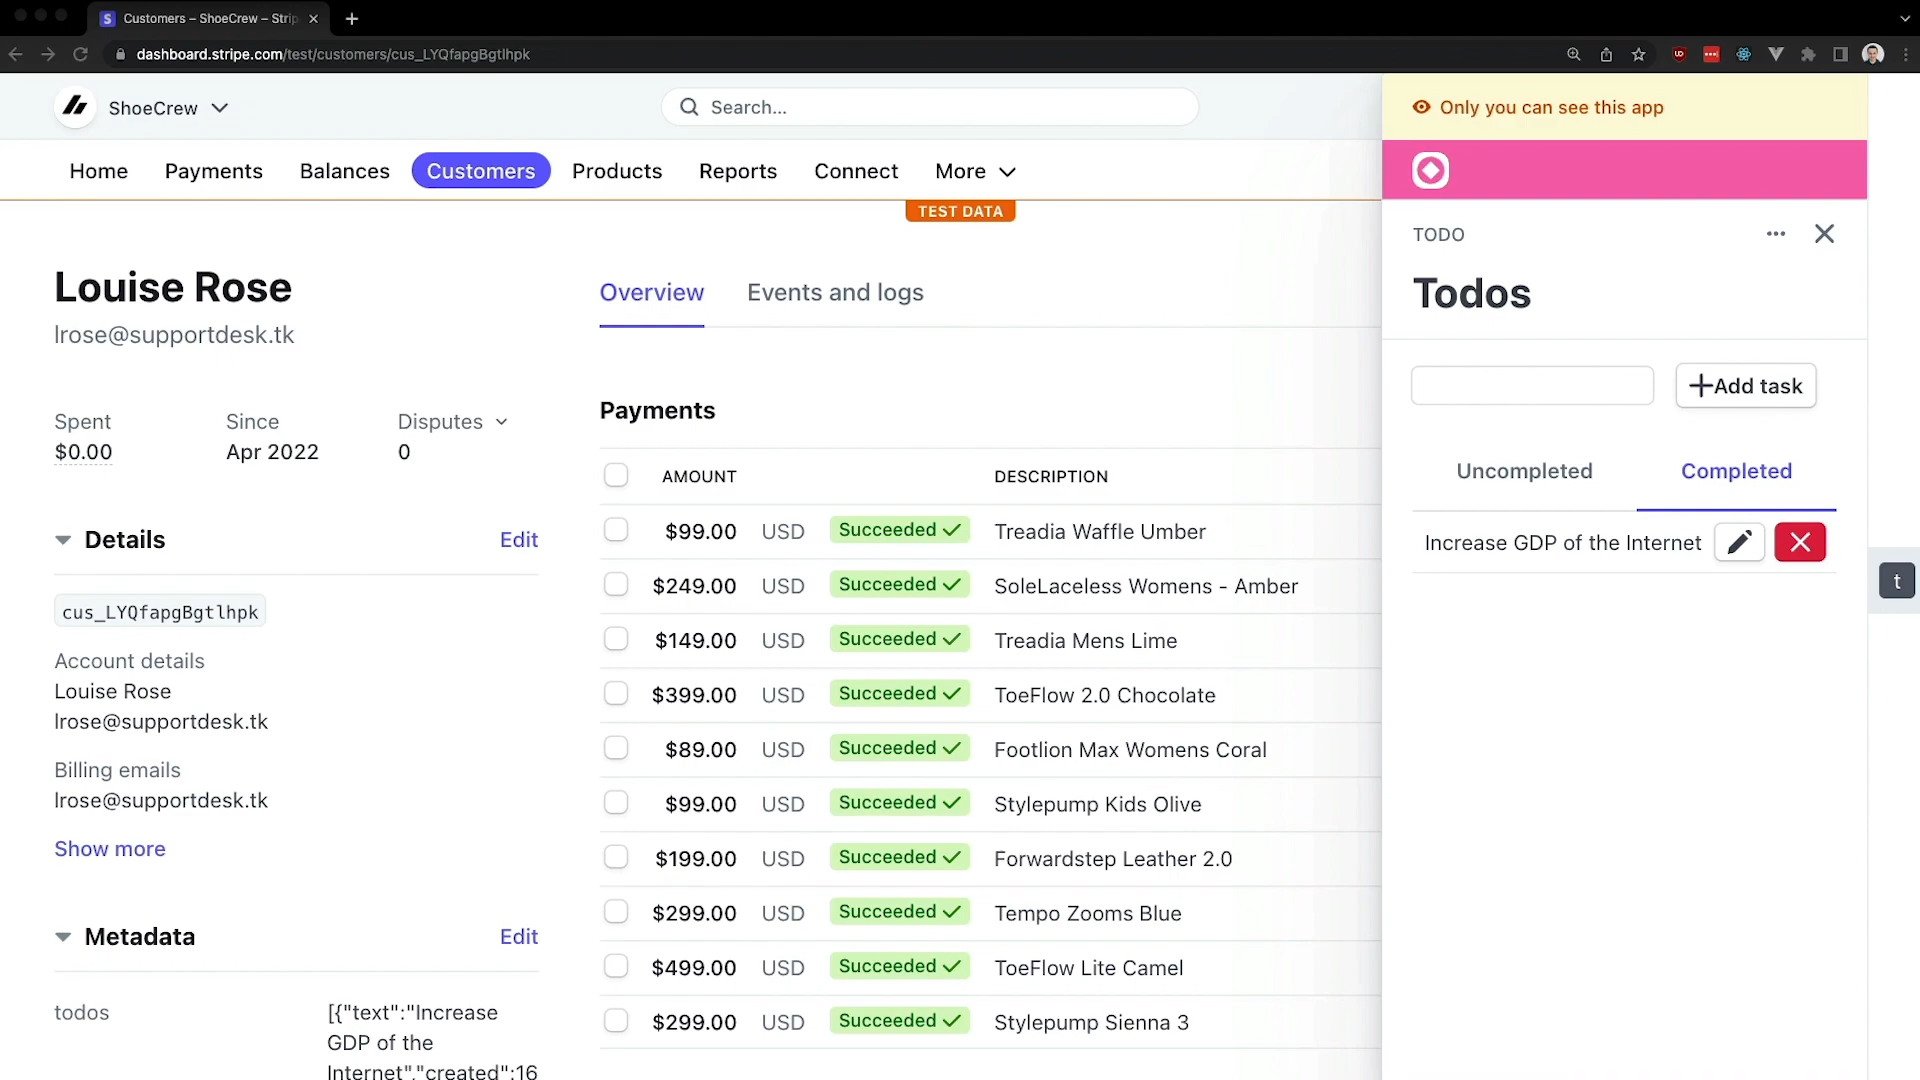 Customers – ShoeCrew – Strip
dashboard.stripe.com/test/customers/cus_LYQfapgBgtlhpk
ShoeCrew
Search...
Only you can see this app
Home Payments Balances Customers Products Reports Connect More
TEST DATA
TODO
Todos
Add task
Uncompleted Completed
Increase GDP of the Internet
t
Louise Rose
lrose@supportdesk.tk
Spent Since Disputes
$0.00 Apr 2022 0
Details Edit
cus_LYQfapgBgtlhpk
Account details
Louise Rose
lrose@supportdesk.tk
Billing emails
lrose@supportdesk.tk
Show more
Metadata Edit
todos [{"text":"Increase
GDP of the
Internet","created":16
Overview Events and logs
Payments
AMOUNT DESCRIPTION
$99.00 USD Succeeded Treadia Waffle Umber
$249.00 USD Succeeded SoleLaceless Womens - Amber
$149.00 USD Succeeded Treadia Mens Lime
$399.00 USD Succeeded ToeFlow 2.0 Chocolate
$89.00 USD Succeeded Footlion Max Womens Coral
$99.00 USD Succeeded Stylepump Kids Olive
$199.00 USD Succeeded Forwardstep Leather 2.0
$299.00 USD Succeeded Tempo Zooms Blue
$499.00 USD Succeeded ToeFlow Lite Camel
$299.00 USD Succeeded Stylepump Sienna 3